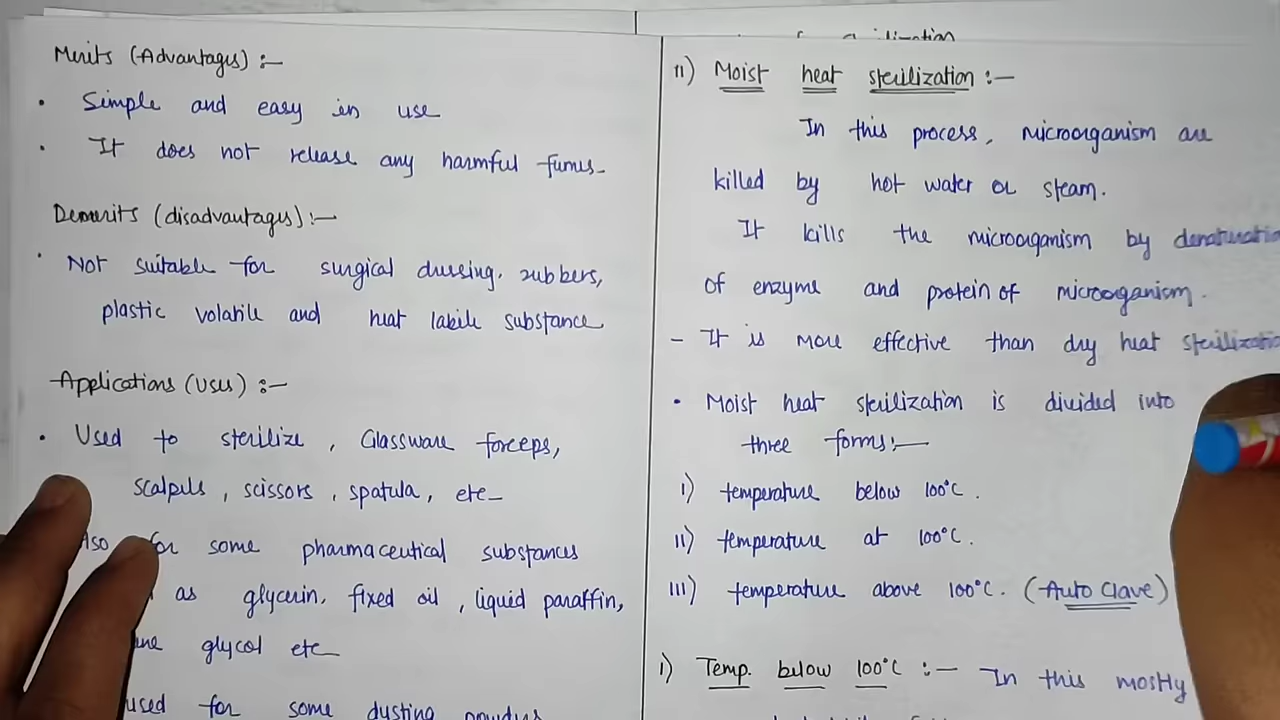 Merits (Advantages) :-
• Simple and easy in use
• It does not release any harmful fumes-
Demerits (disadvantages) :-
• Not suitable for surgical dressing, rubbers,
plastic volatile and heat labile substance
Applications (uses) :-
• Used to sterilize, Glassware forceps,
scalpels, scissors, spatula, etc-
for some pharmaceutical substances
as glycerin, fixed oil, liquid paraffin,
glycol etc
used for some dusting powders
II) Moist heat sterilization :-
In this process, microorganism are
killed by hot water or steam.
It kills the microorganism by denaturatio
of enzyme and protein of microorganism.
- It is more effective than dry heat sterilizatio
• Moist heat sterilization is divided into
three forms:-
I) temperature below 100°C.
II) temperature at 100°C.
III) temperature above 100°C. (Auto Clave)
I) Temp. below 100°C :- In this mostly